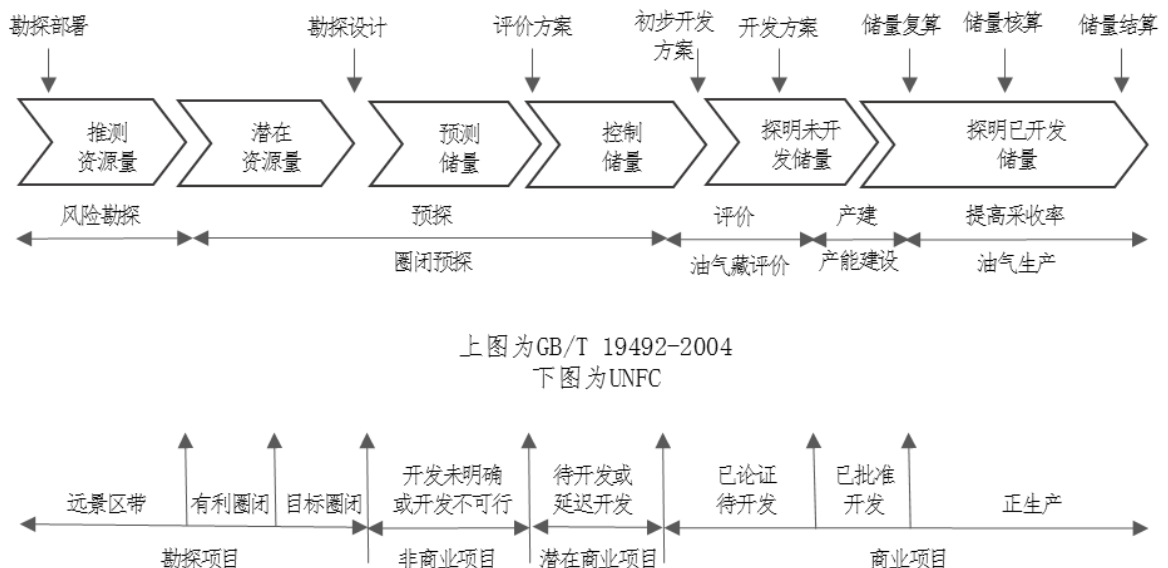 勘探部署
勘探设计
评价方案
初步开发
方案
开发方案
储量复算
储量核算
储量结算
推测
资源量
潜在
资源量
预测
储量
控制
储量
探明未开
发储量
探明已开发
储量
风险勘探
预探
评价
产建
提高采收率
圈闭预探
油气藏评价
产能建设
油气生产
上图为GB/T 19492-2004
下图为UNFC
远景区带
有利圈闭
目标圈闭
开发未明确
或开发不可行
待开发或
延迟开发
已论证
待开发
已批准
开发
正生产
勘探项目
非商业项目
潜在商业项目
商业项目